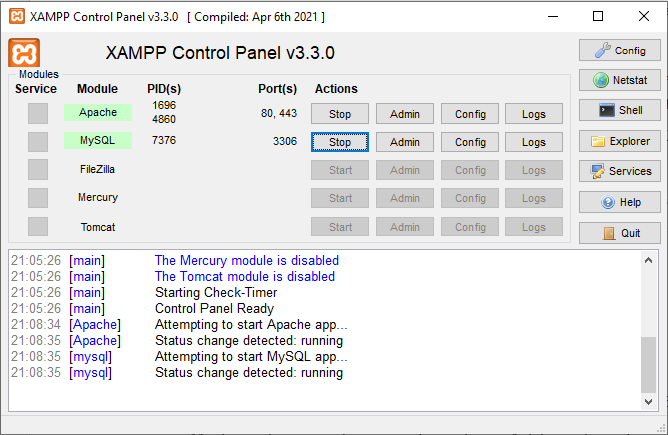 XAMPP Control Panel v3.3.0 [ Compiled: Apr 6th 2021 ]
XAMPP Control Panel v3.3.0
Config
Modules
Service Module PID(s) Port(s) Actions
Netstat
Apache 1696 4860 80, 443 Stop Admin Config Logs
Shell
MySQL 7376 3306 Stop Admin Config Logs
Explorer
FileZilla Start Admin Config Logs
Services
Mercury Start Admin Config Logs
Help
Tomcat Start Admin Config Logs
Quit
21:05:26 [main] The Mercury module is disabled
21:05:26 [main] The Tomcat module is disabled
21:05:26 [main] Starting Check-Timer
21:05:26 [main] Control Panel Ready
21:08:34 [Apache] Attempting to start Apache app...
21:08:35 [Apache] Status change detected: running
21:08:35 [mysql] Attempting to start MySQL app...
21:08:35 [mysql] Status change detected: running